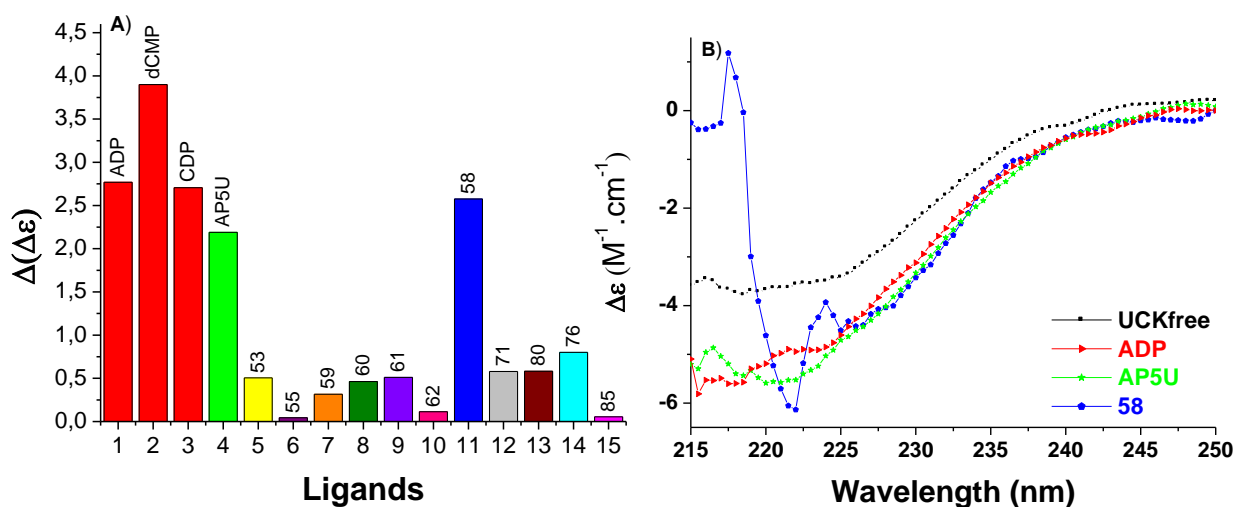 A)
4,5
4,0
3,5
3,0
2,5
2,0
1,5
1,0
0,5
0,0
Δ(Δε)
ADP
dCMP
CDP
AP5U
53
55
59
60
61
62
58
71
80
76
85
1 2 3 4 5 6 7 8 9 10 11 12 13 14 15
Ligands
B)
0
-2
-4
-6
Δε (M⁻¹.cm⁻¹)
UCKfree
ADP
AP5U
58
215 220 225 230 235 240 245 250
Wavelength (nm)